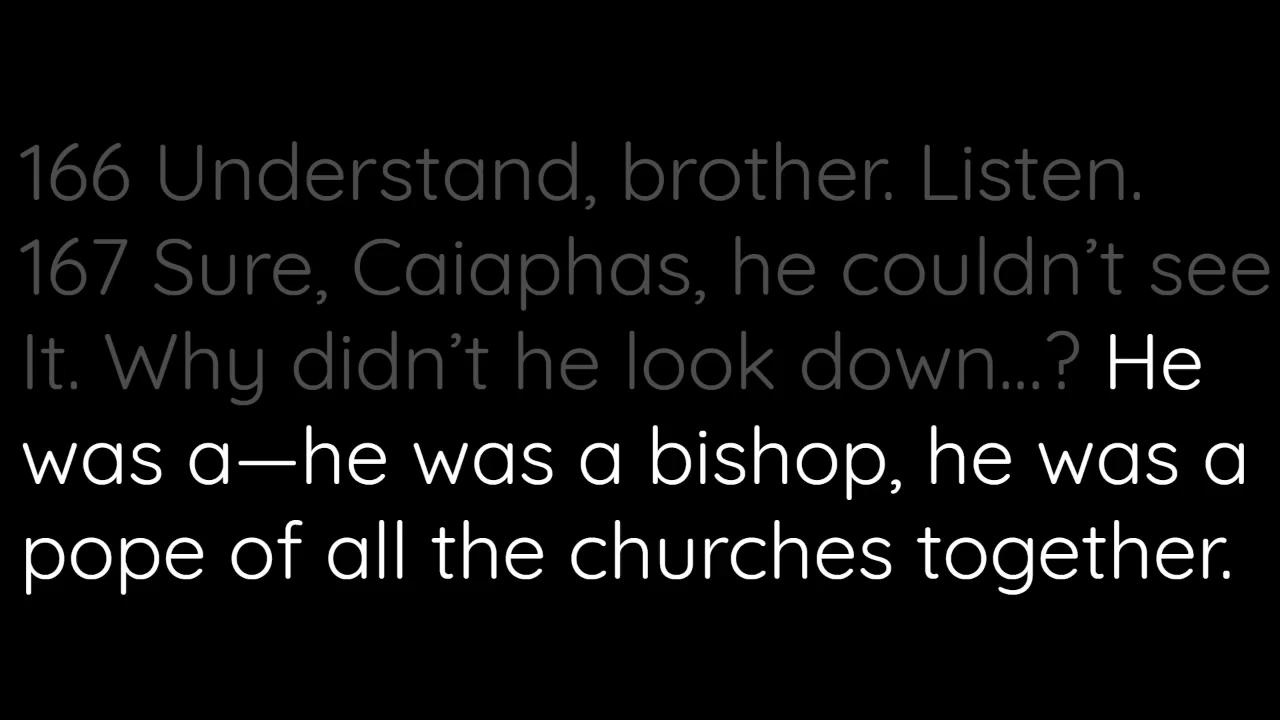 166 Understand, brother. Listen.
167 Sure, Caiaphas, he couldn’t see
It. Why didn’t he look down...? He
was a—he was a bishop, he was a
pope of all the churches together.